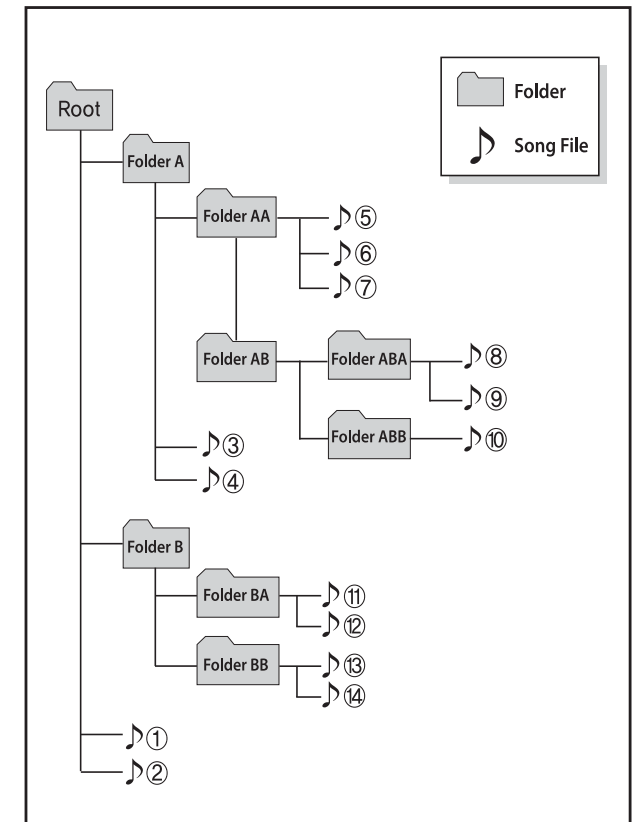 Root
Folder
Song File
Folder A
Folder AA
⑤
⑥
⑦
Folder AB
Folder ABA
⑧
⑨
Folder ABB
⑩
③
④
Folder B
Folder BA
⑪
⑫
Folder BB
⑬
⑭
①
②